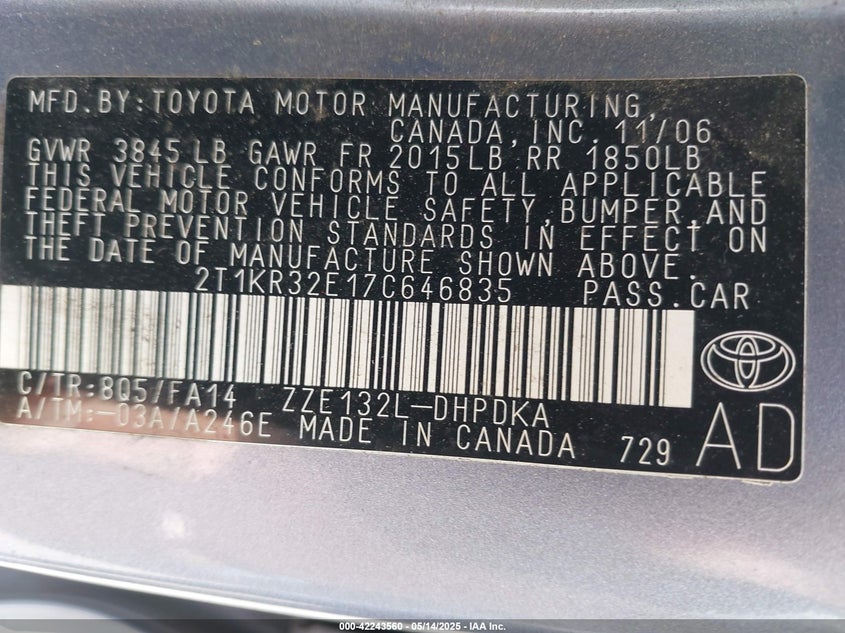 MFD.BY:TOYOTA MOTOR MANUFACTURING,
CANADA,INC. 11/06
GVWR 3845LB GAWR FR 2015LB RR 1850LB
THIS VEHICLE CONFORMS TO ALL APPLICABLE
FEDERAL MOTOR VEHICLE SAFETY,BUMPER,AND
THEFT PREVENTION STANDARDS IN EFFECT ON
THE DATE OF MANUFACTURE SHOWN ABOVE.
2T1KR32E17C646835 PASS.CAR
C/TR:8Q5/FA14 ZZE132L-DHPDKA
A/TM:-03A/A246E MADE IN CANADA 729
AD
000-42243560 — 05/14/2025 — IAA Inc.